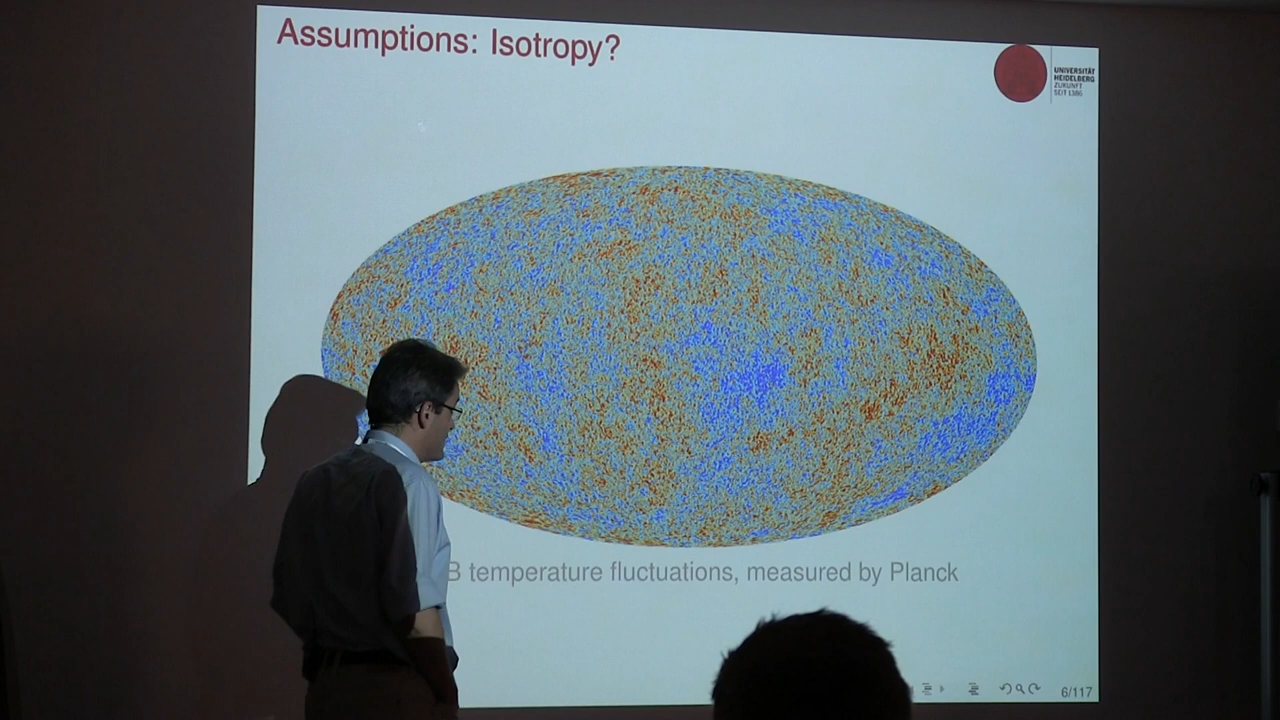 Assumptions: Isotropy?
UNIVERSITÄT
HEIDELBERG
ZUKUNFT
SEIT 1386
B temperature fluctuations, measured by Planck
6/117